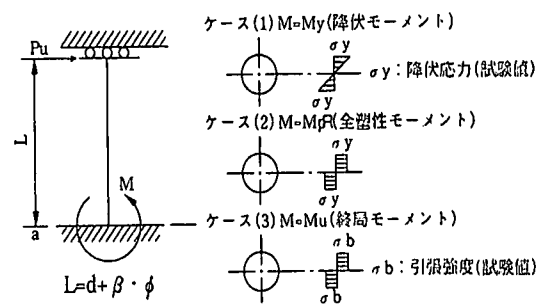 Pu
L
M
a
L=d+β・φ
ケース(1) M=My(降伏モーメント)
σy
σy：降伏応力(試験値)
σy
ケース(2) M=MpR(全塑性モーメント)
σy
σy
ケース(3) M=Mu(終局モーメント)
σb
σb：引張強度(試験値)
σb